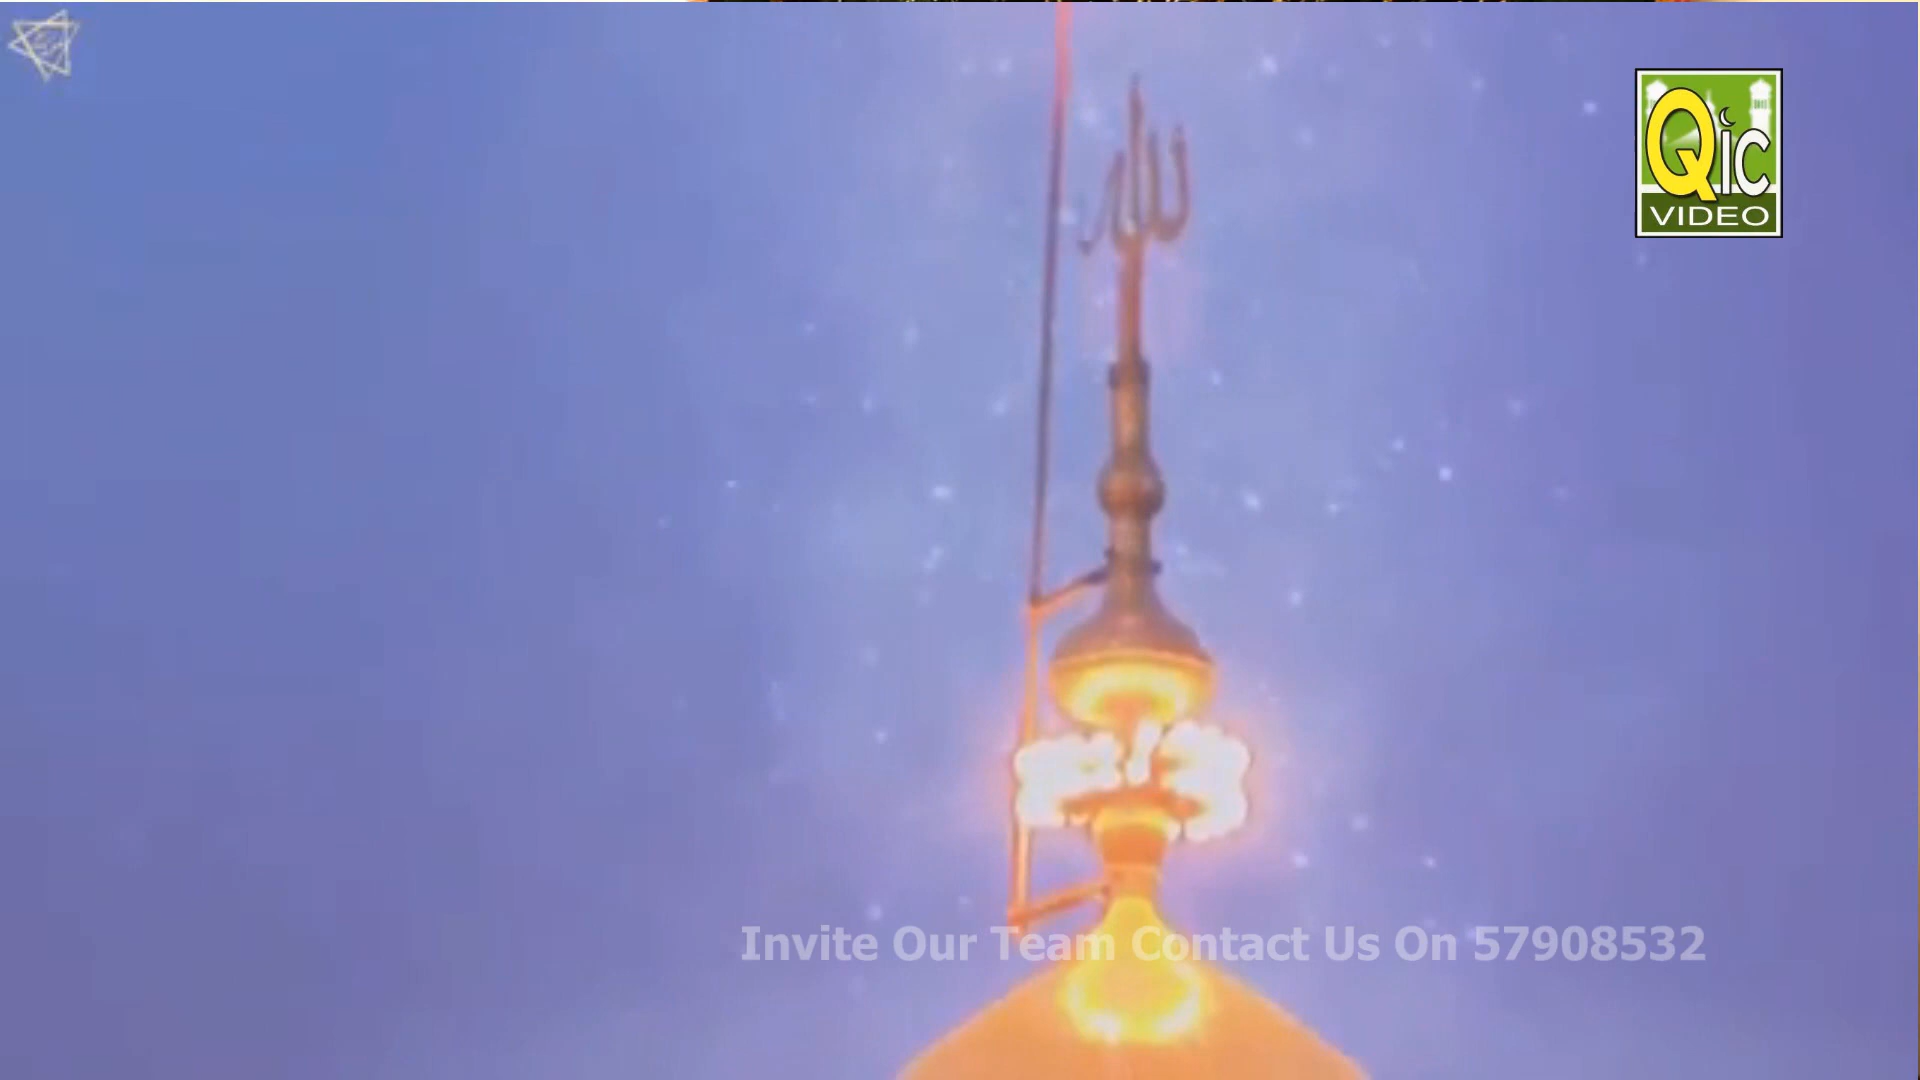 Qic
VIDEO
الله
Invite Our Team Contact Us On 57908532